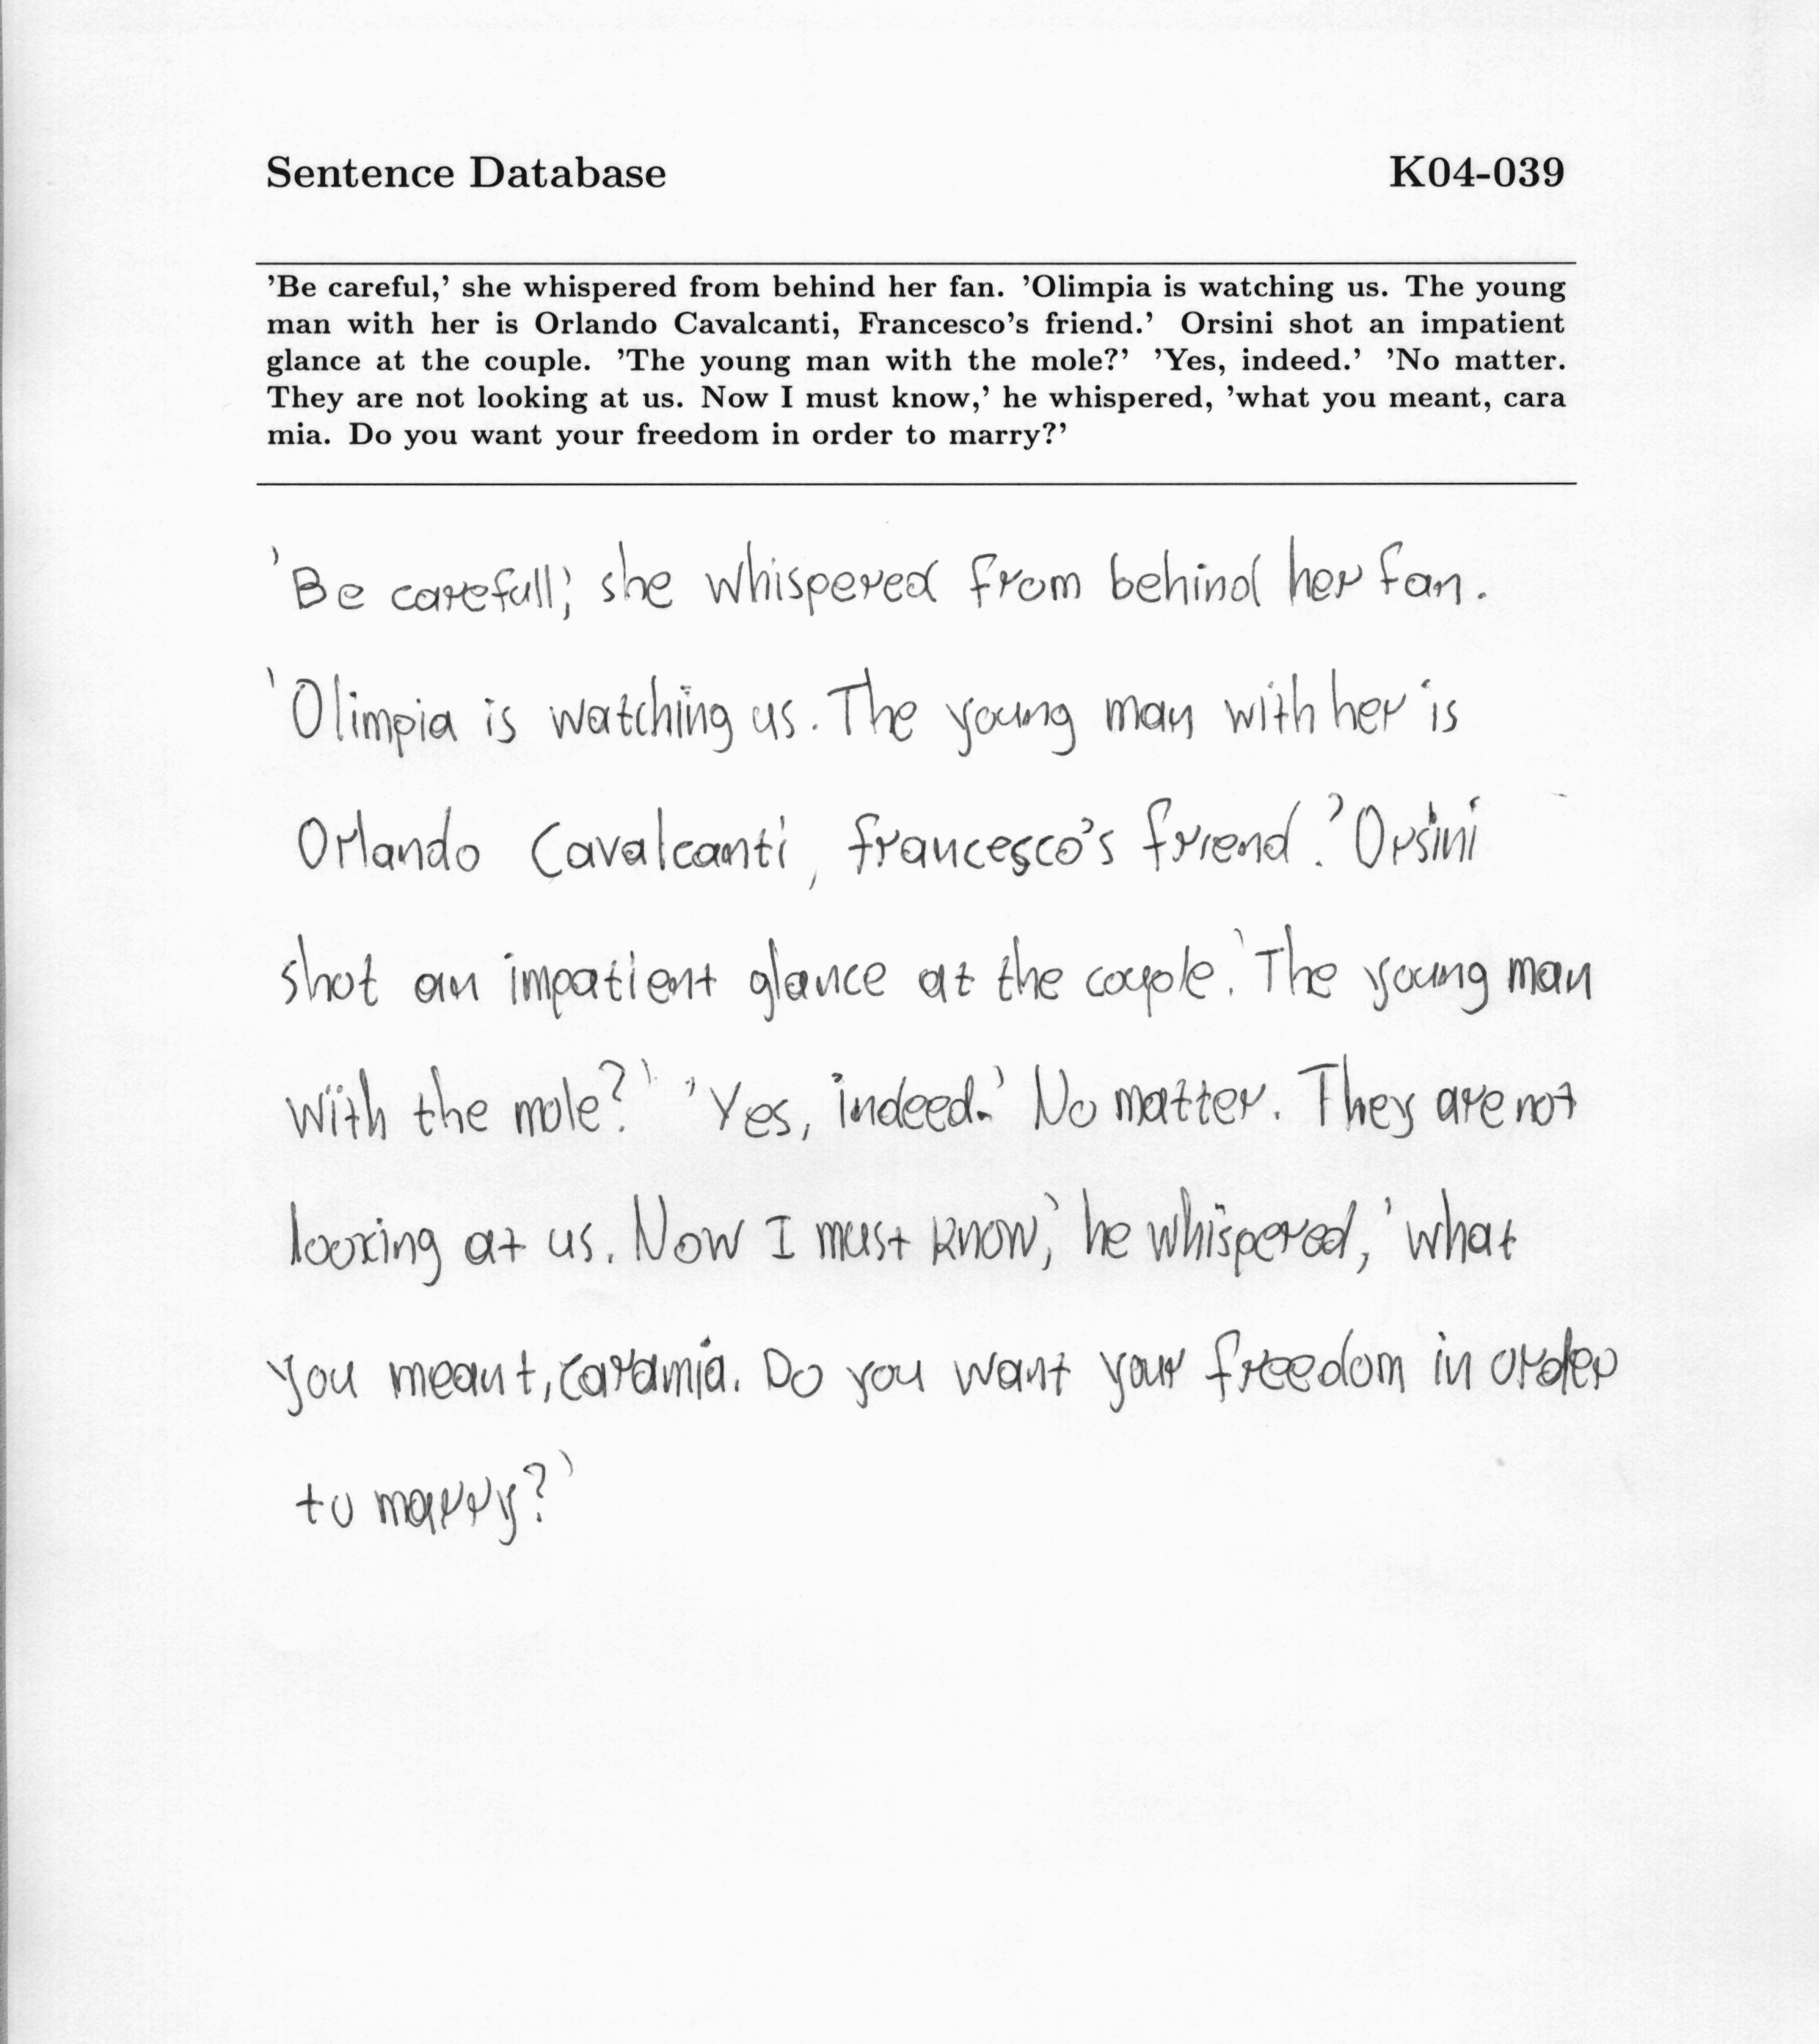 Sentence Database K04-039
'Be careful,' she whispered from behind her fan. 'Olimpia is watching us. The young
man with her is Orlando Cavalcanti, Francesco's friend.' Orsini shot an impatient
glance at the couple. 'The young man with the mole?' 'Yes, indeed.' 'No matter.
They are not looking at us. Now I must know,' he whispered, 'what you meant, cara
mia. Do you want your freedom in order to marry?'
'Be carefull,' she whispered from behind her fan.
'Olimpia is watching us. The young man with her is
Orlando Cavalcanti, francesco's friend.' Orsini
shot an impatient glance at the couple. 'The young man
with the mole?' 'Yes, indeed.' No matter. They are not
looking at us. Now I must know,' he whispered, 'what
you meant, cara mia. Do you want your freedom in order
to marry?'